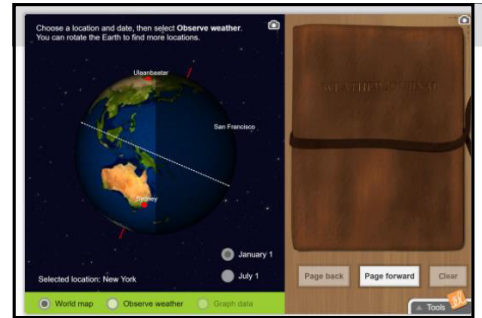 Choose a location and date, then select Observe weather.
You can rotate the Earth to find more locations.
Ulaanbaatar
San Francisco
Sydney
January 1
July 1
Selected location: New York
World map
Observe weather
Graph data
WEATHER JOURNAL
Page back
Page forward
Clear
Tools